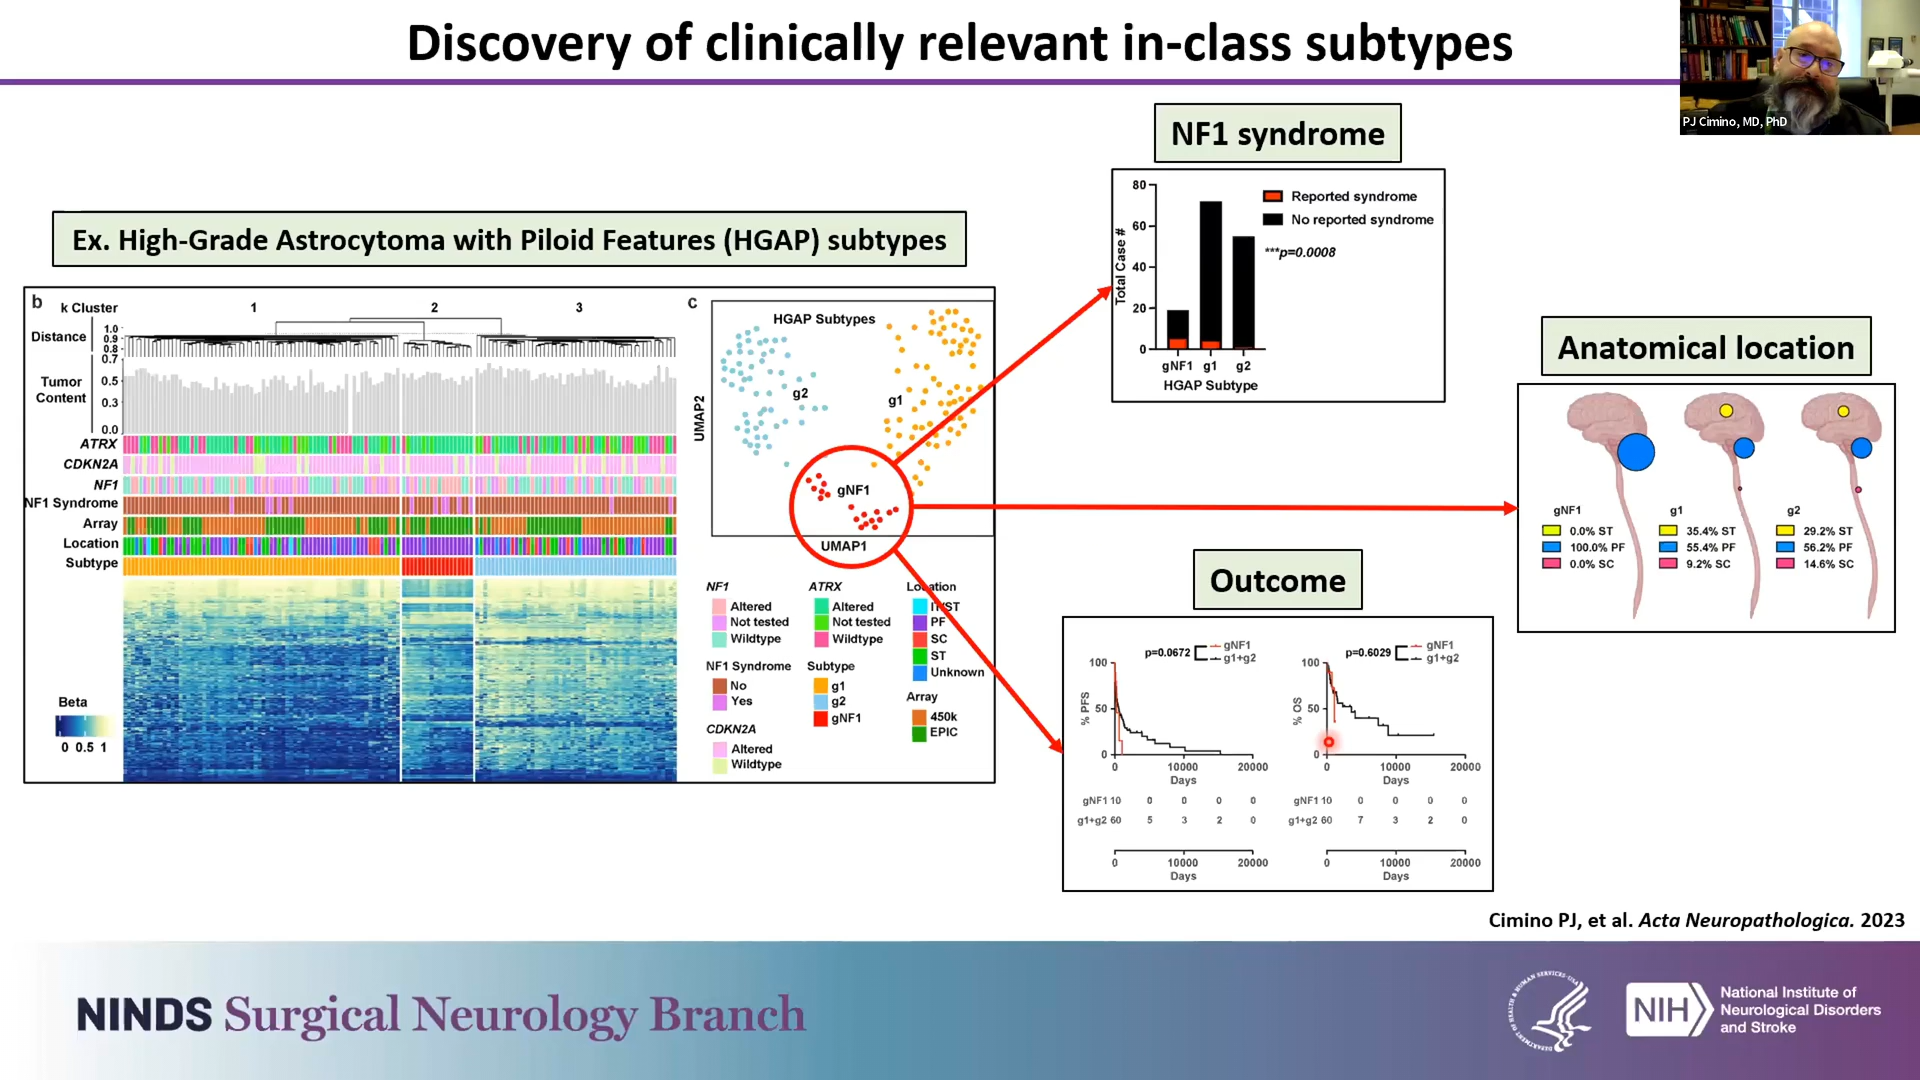 Discovery of clinically relevant in-class subtypes
PJ Cimino, MD, PhD
NF1 syndrome
Ex. High-Grade Astrocytoma with Piloid Features (HGAP) subtypes
b
k Cluster
1
2
3
Distance
1.0
0.9
0.8
Tumor
Content
0.7
0.5
0.3
0.0
ATRX
CDKN2A
NF1
NF1 Syndrome
Array
Location
Subtype
Beta
0 0.5 1
c
HGAP Subtypes
g2
g1
gNF1
UMAP2
UMAP1
NF1
Altered
Not tested
Wildtype
ATRX
Altered
Not tested
Wildtype
Location
IT/ST
PF
SC
ST
Unknown
NF1 Syndrome
No
Yes
Subtype
g1
g2
gNF1
Array
450k
EPIC
CDKN2A
Altered
Wildtype
80
60
40
20
0
Total Case #
Reported syndrome
No reported syndrome
***p=0.0008
gNF1 g1 g2
HGAP Subtype
Anatomical location
gNF1
0.0% ST
100.0% PF
0.0% SC
g1
35.4% ST
55.4% PF
9.2% SC
g2
29.2% ST
56.2% PF
14.6% SC
Outcome
p=0.0672
gNF1
g1+g2
100
50
0
% PFS
0 10000 20000
Days
gNF1 10 0 0 0 0
g1+g2 60 5 3 2 0
0 10000 20000
Days
p=0.6029
gNF1
g1+g2
100
50
0
% OS
0 10000 20000
Days
gNF1 10 0 0 0 0
g1+g2 60 7 3 2 0
0 10000 20000
Days
Cimino PJ, et al. Acta Neuropathologica. 2023
NINDS Surgical Neurology Branch
NIH
National Institute of
Neurological Disorders
and Stroke